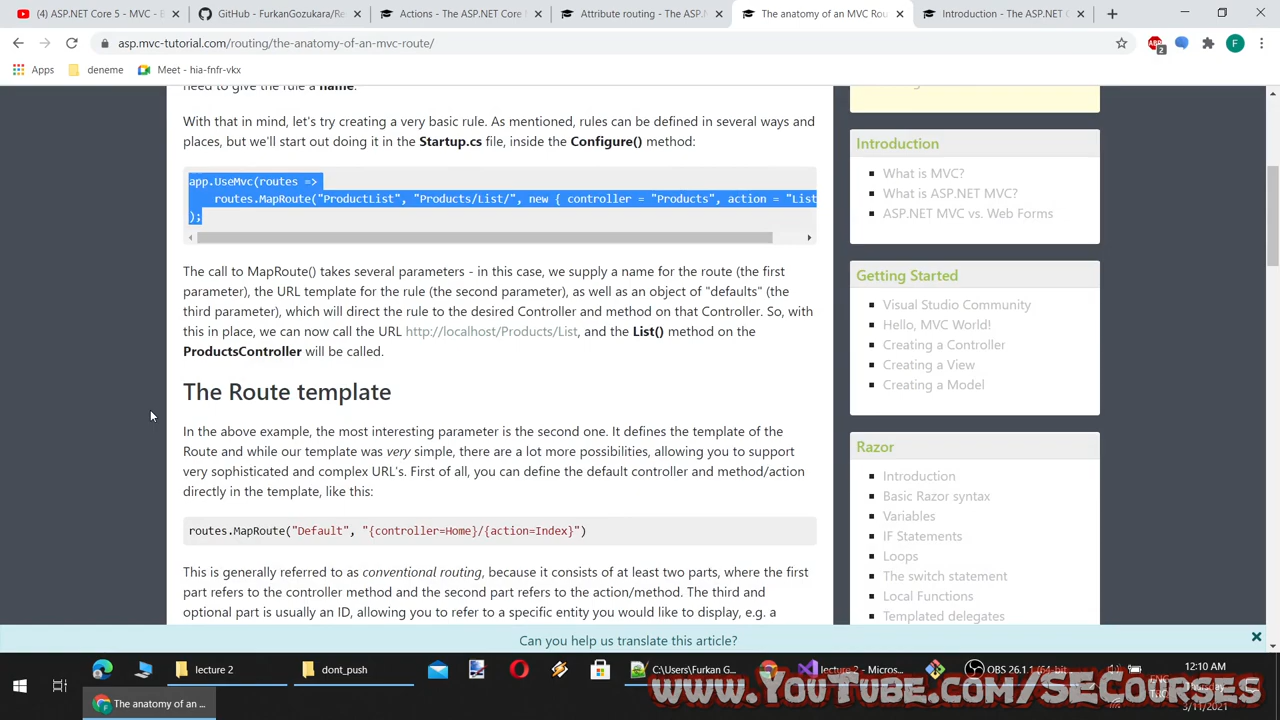 (4) ASP.NET Core 5 - MVC - B
GitHub - FurkanGozukara/Re
Actions - The ASP.NET Core
Attribute routing - The ASP.N
The anatomy of an MVC Rou
Introduction - The ASP.NET C
asp.mvc-tutorial.com/routing/the-anatomy-of-an-mvc-route/
F
Apps
deneme
Meet - hia-fnfr-vkx
need to give the rule a name.
With that in mind, let's try creating a very basic rule. As mentioned, rules can be defined in several ways and
places, but we'll start out doing it in the Startup.cs file, inside the Configure() method:
app.UseMvc(routes =>
routes.MapRoute("ProductList", "Products/List/", new { controller = "Products", action = "List
);
The call to MapRoute() takes several parameters - in this case, we supply a name for the route (the first
parameter), the URL template for the rule (the second parameter), as well as an object of "defaults" (the
third parameter), which will direct the rule to the desired Controller and method on that Controller. So, with
this in place, we can now call the URL http://localhost/Products/List, and the List() method on the
ProductsController will be called.
The Route template
In the above example, the most interesting parameter is the second one. It defines the template of the
Route and while our template was very simple, there are a lot more possibilities, allowing you to support
very sophisticated and complex URL's. First of all, you can define the default controller and method/action
directly in the template, like this:
routes.MapRoute("Default", "{controller=Home}/{action=Index}")
This is generally referred to as conventional routing, because it consists of at least two parts, where the first
part refers to the controller method and the second part refers to the action/method. The third and
optional part is usually an ID, allowing you to refer to a specific entity you would like to display, e.g. a
Introduction
What is MVC?
What is ASP.NET MVC?
ASP.NET MVC vs. Web Forms
Getting Started
Visual Studio Community
Hello, MVC World!
Creating a Controller
Creating a View
Creating a Model
Razor
Introduction
Basic Razor syntax
Variables
IF Statements
Loops
The switch statement
Local Functions
Templated delegates
Can you help us translate this article?
lecture 2
dont_push
C:\Users\Furkan G...
lecture 2 - Micros...
OBS 26.1.1 (64-bit...
12:10 AM
Thursday
3/11/2021
The anatomy of an ...
www.YouTube.com/SECourses